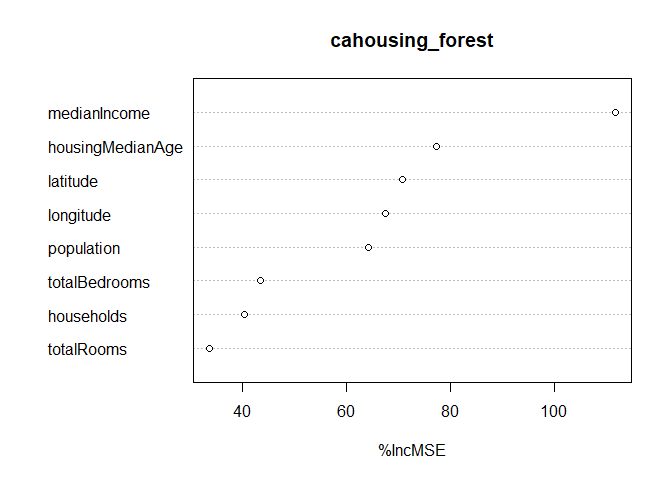 cahousing_forest
medianIncome
housingMedianAge
latitude
longitude
population
totalBedrooms
households
totalRooms
40 60 80 100
%IncMSE